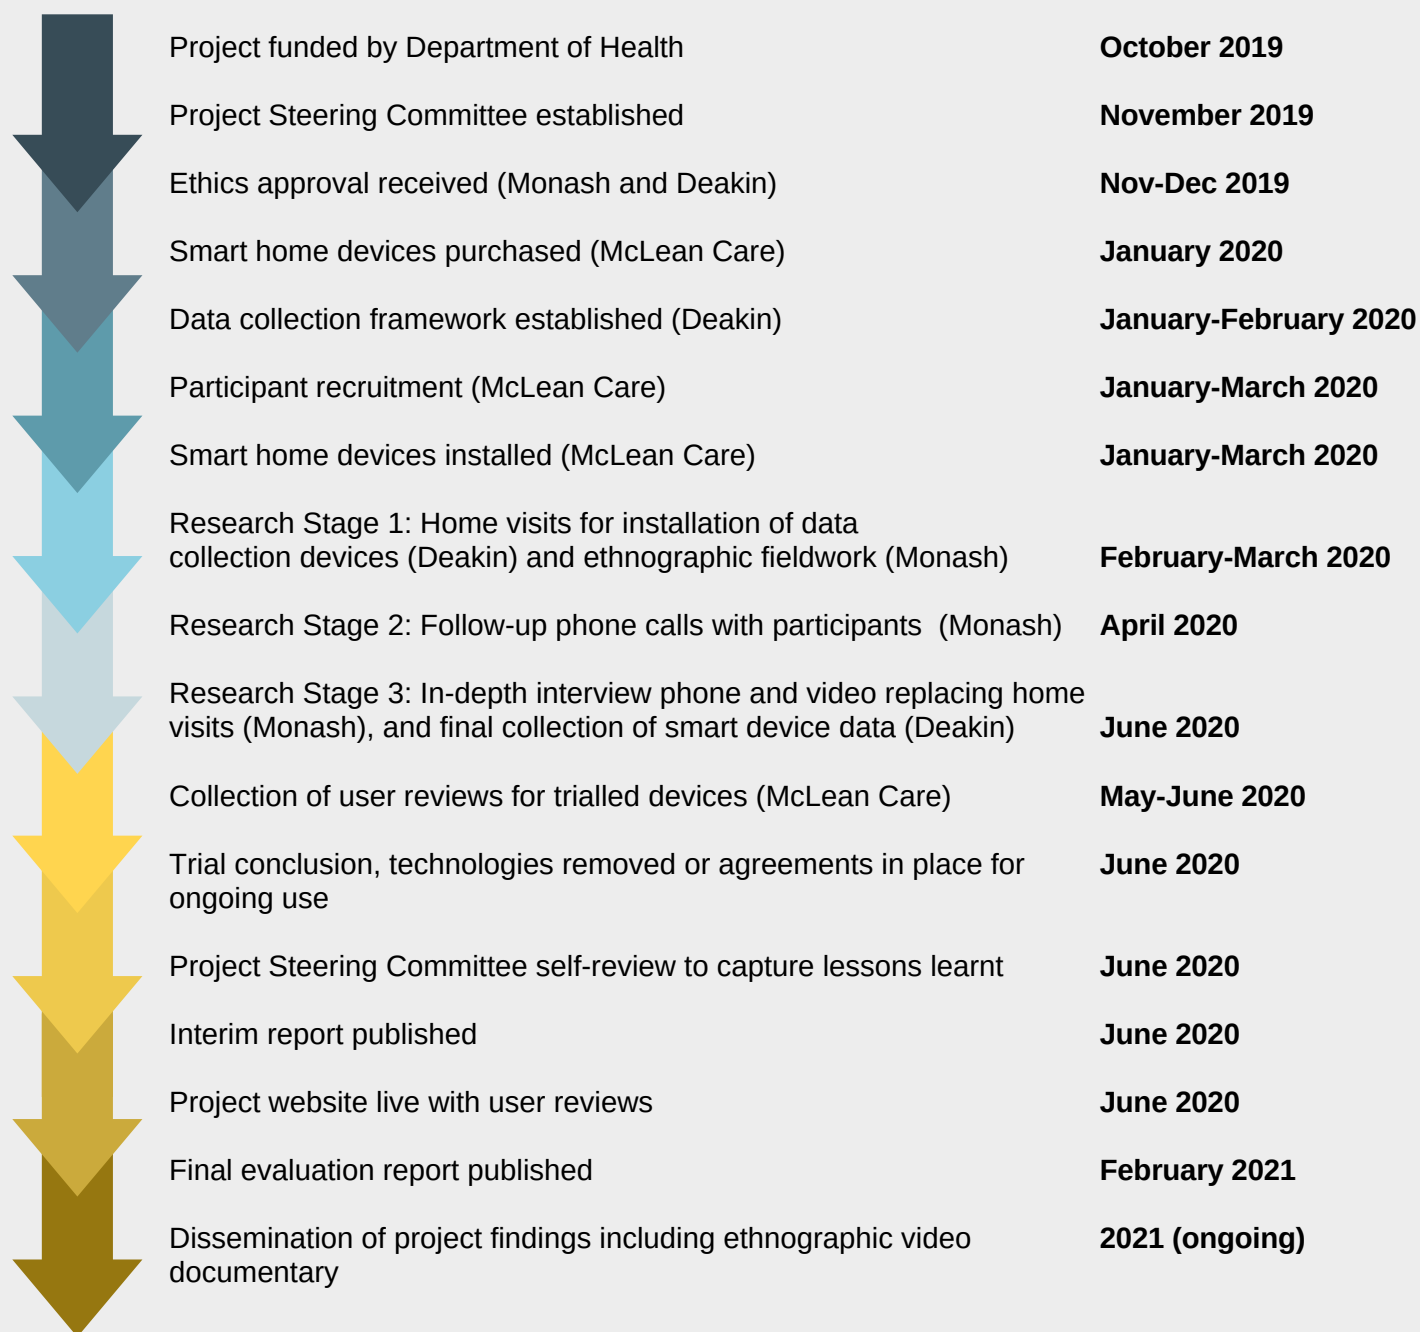 Project funded by Department of Health October 2019
Project Steering Committee established November 2019
Ethics approval received (Monash and Deakin) Nov-Dec 2019
Smart home devices purchased (McLean Care) January 2020
Data collection framework established (Deakin) January-February 2020
Participant recruitment (McLean Care) January-March 2020
Smart home devices installed (McLean Care) January-March 2020
Research Stage 1: Home visits for installation of data
collection devices (Deakin) and ethnographic fieldwork (Monash) February-March 2020
Research Stage 2: Follow-up phone calls with participants (Monash) April 2020
Research Stage 3: In-depth interview phone and video replacing home
visits (Monash), and final collection of smart device data (Deakin) June 2020
Collection of user reviews for trialled devices (McLean Care) May-June 2020
Trial conclusion, technologies removed or agreements in place for June 2020
ongoing use
Project Steering Committee self-review to capture lessons learnt June 2020
Interim report published June 2020
Project website live with user reviews June 2020
Final evaluation report published February 2021
Dissemination of project findings including ethnographic video 2021 (ongoing)
documentary